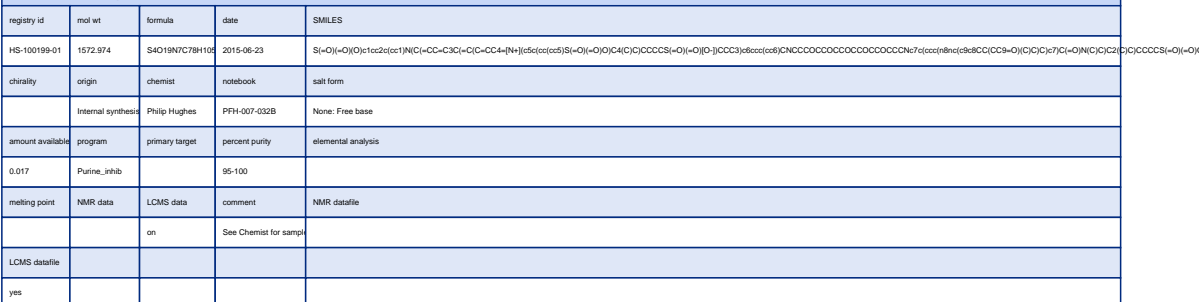 registry id mol wt formula date SMILES
HS-100199-01 1572.974 S4O19N7C78H105 2015-06-23 S(=O)(=O)(O)c1cc2c(cc1)N(C(=CC=C3C(=C(C=CC4=[N+](c5c(cc(cc5)S(=O)(=O)O)C4(C)C)CCCCS(=O)(=O)[O-])CCC3)c6ccc(cc6)CNCCCOCCOCCOCCOCCOCCCNc7c(ccc(n8nc(c9c8CC(CC9=O)(C)C)C)c7)C(=O)N(C)C)C2(C)C)CCCCS(=O)(=O)O
chirality origin chemist notebook salt form
Internal synthesis Philip Hughes PFH-007-032B None: Free base
amount available program primary target percent purity elemental analysis
0.017 Purine_inhib 95-100
melting point NMR data LCMS data comment NMR datafile
on See Chemist for sample
LCMS datafile
yes